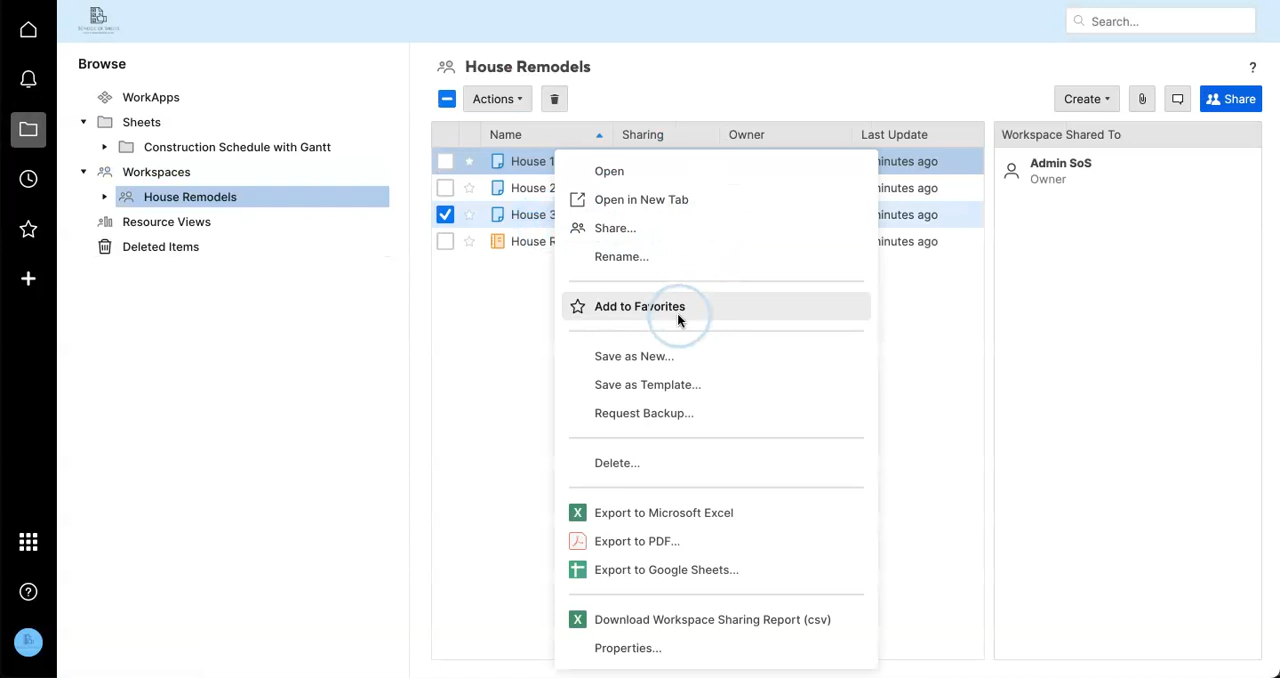 SCHOOL OF SHEETS
Search...
Browse
WorkApps
Sheets
Construction Schedule with Gantt
Workspaces
House Remodels
Resource Views
Deleted Items
House Remodels
?
Actions
Create
Share
Name Sharing Owner Last Update
Workspace Shared To
House 1 minutes ago
House 2 minutes ago
House 3 minutes ago
House R minutes ago
Open
Open in New Tab
Share...
Rename...
Add to Favorites
Save as New...
Save as Template...
Request Backup...
Delete...
Export to Microsoft Excel
Export to PDF...
Export to Google Sheets...
Download Workspace Sharing Report (csv)
Properties...
Admin SoS
Owner